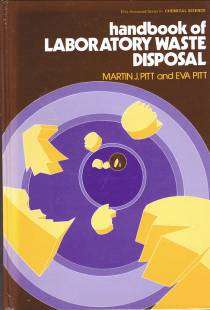 Ellis Horwood Series in CHEMICAL SCIENCE
handbook of
LABORATORY WASTE
DISPOSAL
MARTIN J. PITT and EVA PITT